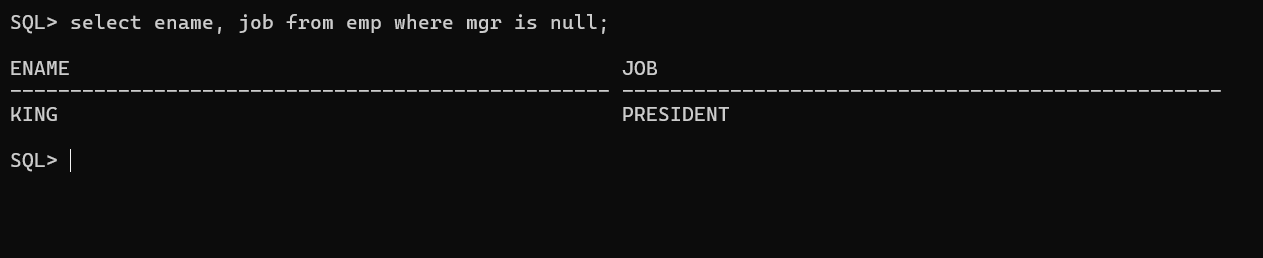 SQL> select ename, job from emp where mgr is null;
ENAME JOB
-------------------------------------------------- --------------------------------------------------
KING PRESIDENT
SQL>